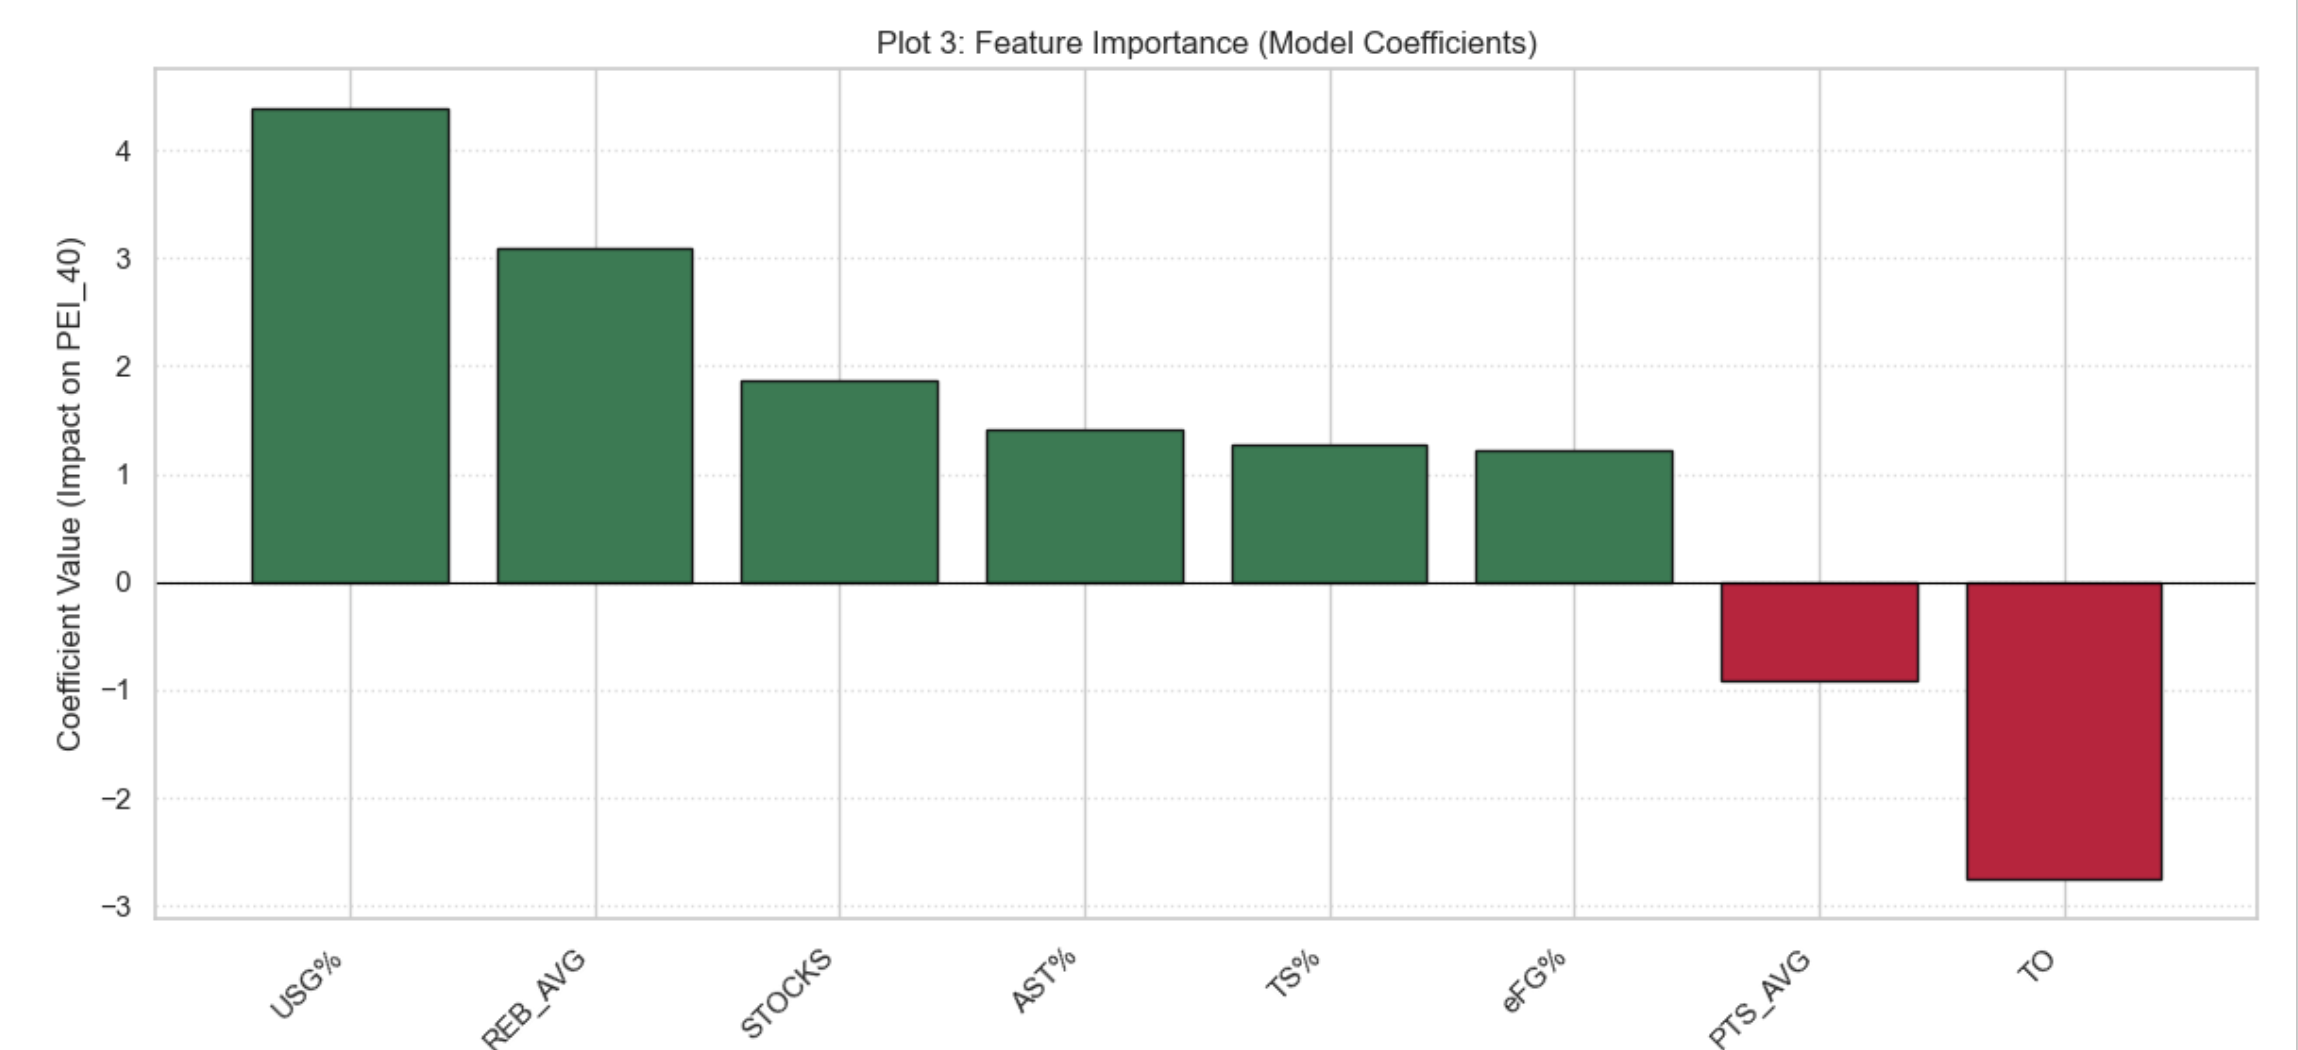 Plot 3: Feature Importance (Model Coefficients)
Coefficient Value (Impact on PEI_40)
4
3
2
1
0
−1
−2
−3
USG%
REB_AVG
STOCKS
AST%
TS%
eFG%
PTS_AVG
TO